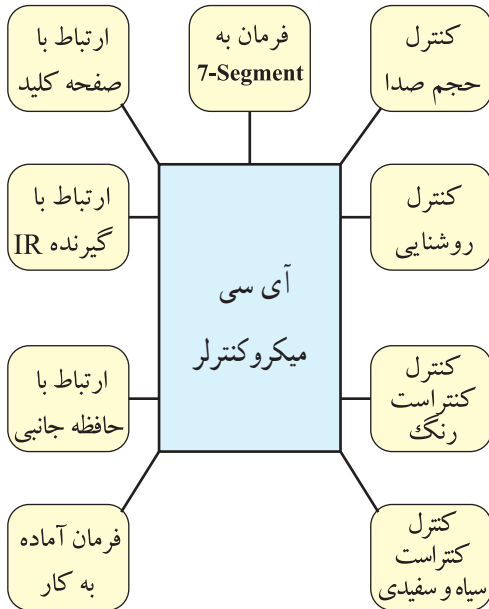 کنترل
حجم صدا
فرمان به
7-Segment
ارتباط با
صفحه کلید
کنترل
روشنایی
ارتباط با
گیرنده IR
آی سی
میکروکنترلر
کنترل
کنتراست
رنگ
ارتباط با
حافظه جانبی
کنترل
کنتراست
سیاه و سفیدی
فرمان آماده
به کار